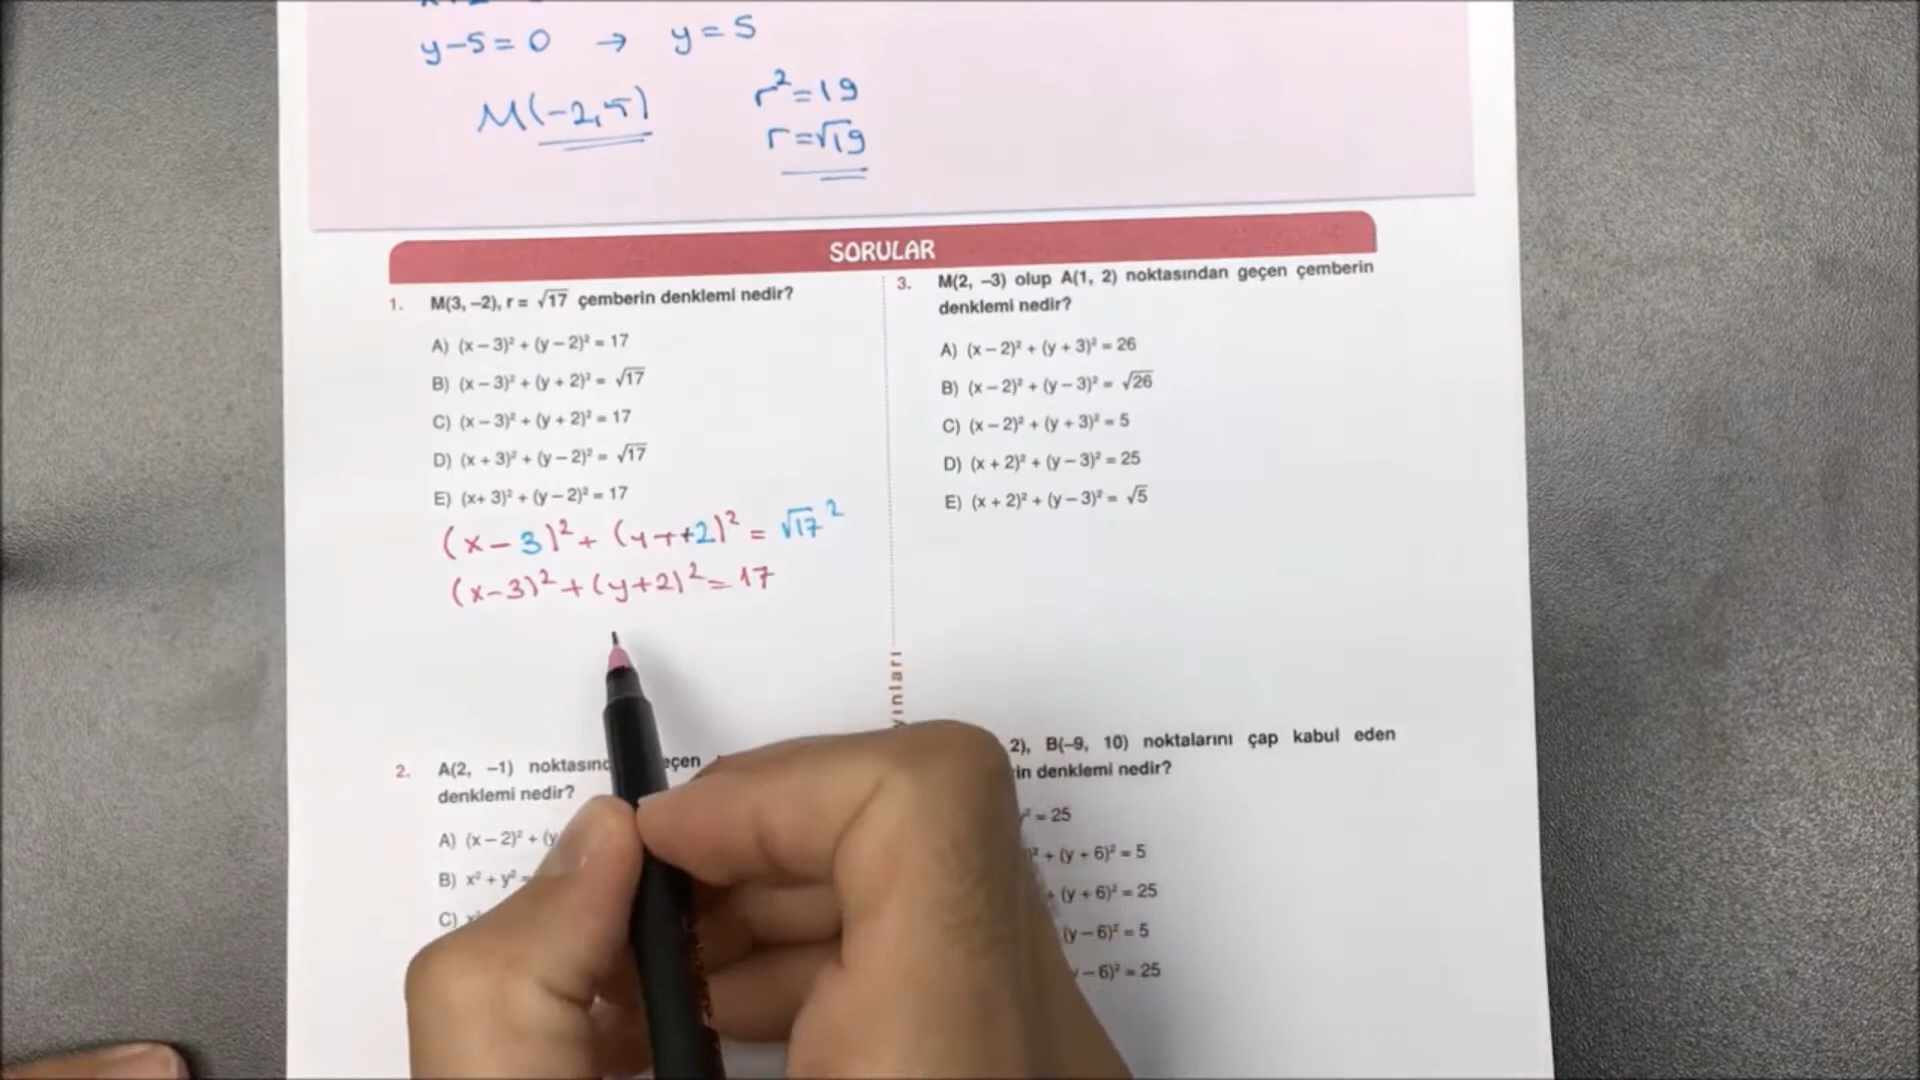 y-5=0 → y=5
M(-2,5)
r²=19
r=√19
SORULAR
1. M(3, –2), r = √17 çemberin denklemi nedir?
A) (x – 3)² + (y – 2)² = 17
B) (x – 3)² + (y + 2)² = √17
C) (x – 3)² + (y + 2)² = 17
D) (x + 3)² + (y – 2)² = √17
E) (x+ 3)² + (y – 2)² = 17
(x-3)²+(y++2)²=√17²
(x-3)²+(y+2)²=17
2. A(2, –1)
denklemi nedir?
A) (x – 2)² + (y
B) x² + y² =
C)
3. M(2, –3) olup A(1, 2) noktasından geçen çemberin
denklemi nedir?
A) (x – 2)² + (y + 3)² = 26
B) (x – 2)² + (y – 3)² = √26
C) (x – 2)² + (y + 3)² = 5
D) (x + 2)² + (y – 3)² = 25
E) (x + 2)² + (y – 3)² = √5
2), B(–9, 10) noktalarını çap kabul eden
denklemi nedir?
= 25
+ (y + 6)² = 5
+ (y + 6)² = 25
(y – 6)² = 5
– 6)² = 25